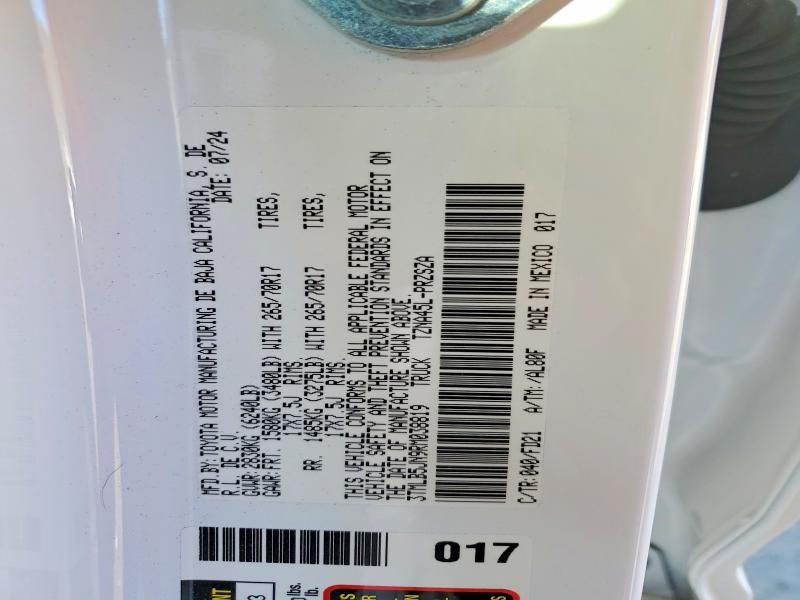 MFD.BY: TOYOTA MOTOR MANUFACTURING DE BAJA CALIFORNIA, S. DE
R.L. DE C.V. DATE: 07/24
GVWR: 2830KG (6240LB)
GAWR: FRT. 1580KG (3480LB) WITH 265/70R17 TIRES,
17X7.5J RIMS.
RR. 1485KG (3275LB) WITH 265/70R17 TIRES,
17X7.5J RIMS.
THIS VEHICLE CONFORMS TO ALL APPLICABLE FEDERAL MOTOR
VEHICLE SAFETY AND THEFT PREVENTION STANDARDS IN EFFECT ON
THE DATE OF MANUFACTURE SHOWN ABOVE.
3TMLB5JN9RM038819 TRUCK TZNA45L-PRZSZA
C/TR: 040/FD21 A/TM: /AL80F MADE IN MEXICO 017
017